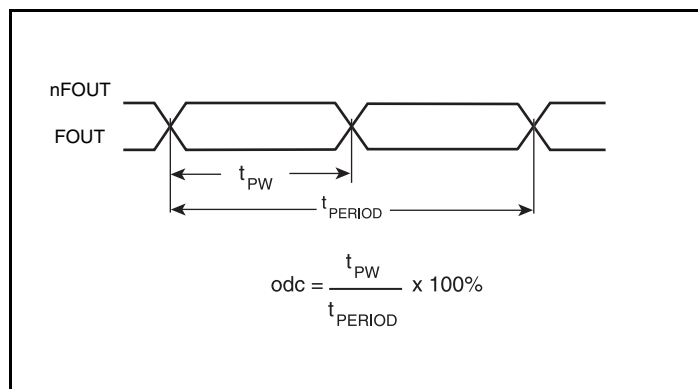 nFOUT
FOUT
tPW
tPERIOD
odc = tPW / tPERIOD x 100%